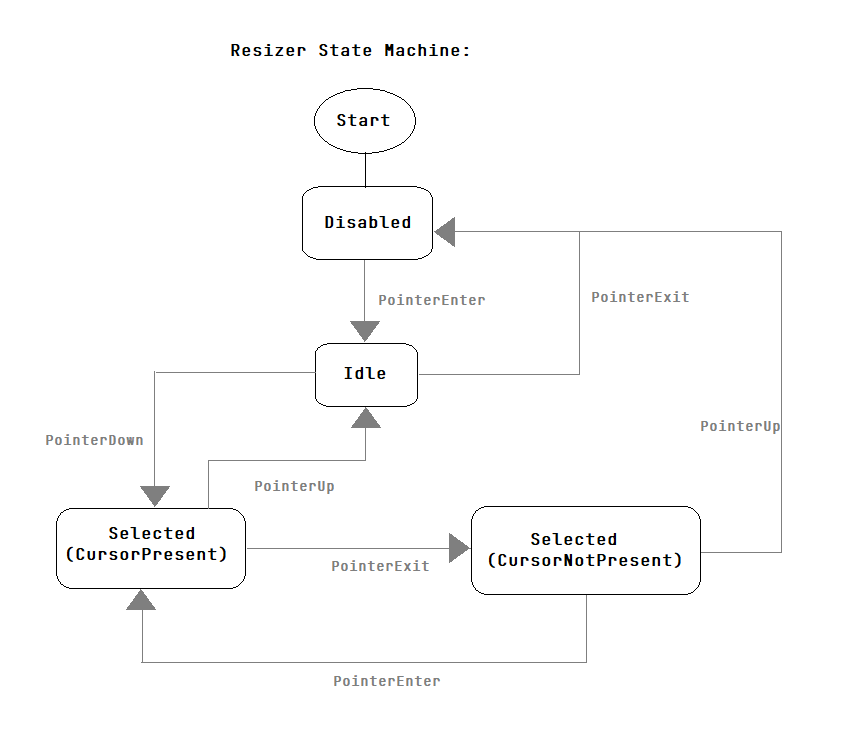 Resizer State Machine:
Start
Disabled
PointerEnter
PointerExit
Idle
PointerUp
PointerDown
PointerUp
Selected
(CursorPresent)
Selected
(CursorNotPresent)
PointerExit
PointerEnter